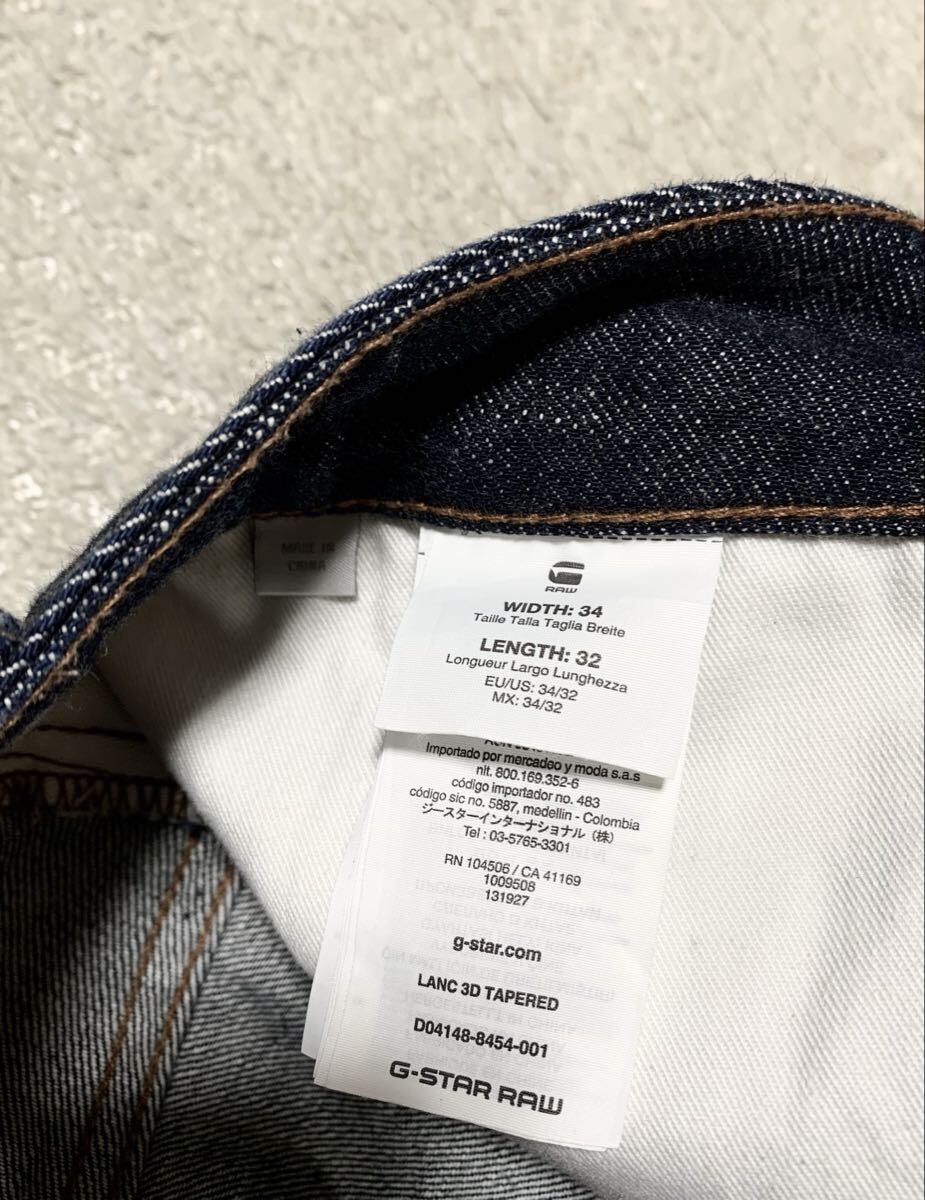 MADE IN
CHINA
RAW
WIDTH: 34
Taille Talla Taglia Breite
LENGTH: 32
Longueur Largo Lunghezza
EU/US: 34/32
MX: 34/32
Importado por mercadeo y moda s.a.s
nit. 800.169.352-6
código importador no. 483
código sic no. 5887, medellin - Colombia
ジースターインターナショナル（株）
Tel : 03-5765-3301
RN 104506 / CA 41169
1009508
131927
g-star.com
LANC 3D TAPERED
D04148-8454-001
G-STAR RAW